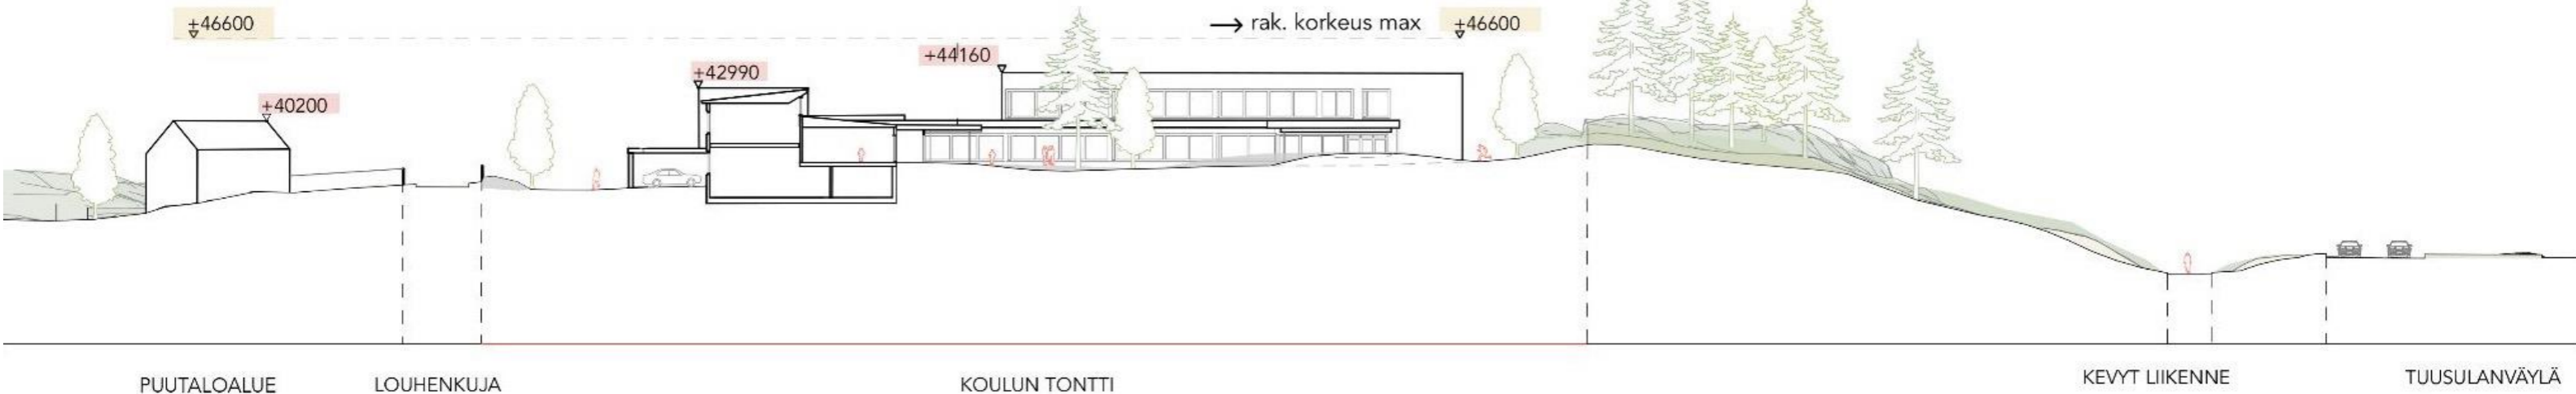 +46600
→ rak. korkeus max +46600
+44160
+42990
+40200
PUUTALOALUE LOUHENKUJA KOULUN TONTTI KEVYT LIIKENNE TUUSULANVÄYLÄ